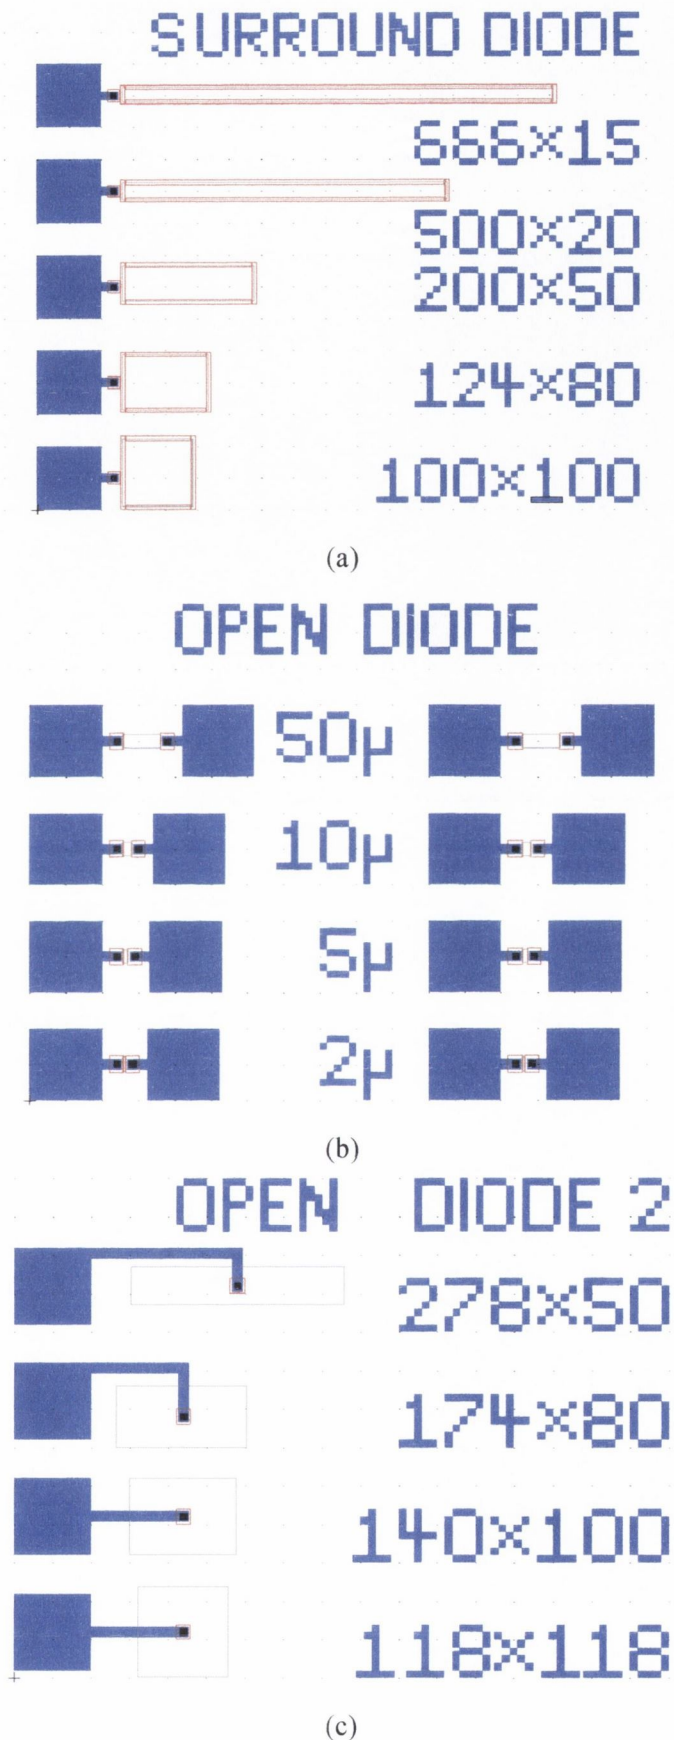 SURROUND DIODE
666×15
500×20
200×50
124×80
100×100
(a)
OPEN DIODE
50µ
10µ
5µ
2µ
(b)
OPEN DIODE 2
278×50
174×80
140×100
118×118
(c)